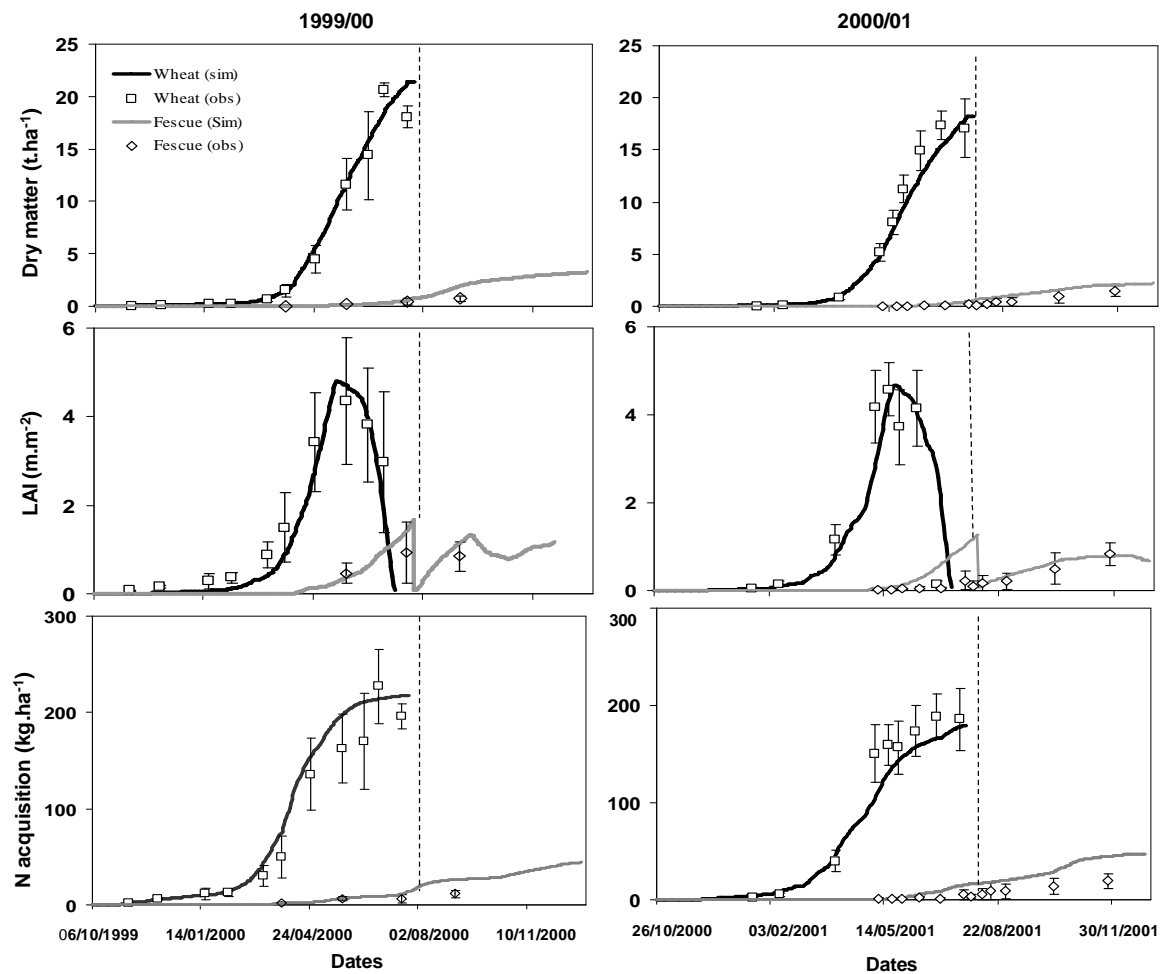 1999/00
2000/01
Dry matter (t.ha-1)
25
20
15
10
5
0
Wheat (sim)
Wheat (obs)
Fescue (Sim)
Fescue (obs)
25
20
15
10
5
0
LAI (m.m-2)
6
4
2
0
6
4
2
0
N acquisition (kg.ha-1)
300
200
100
0
300
200
100
0
06/10/1999 14/01/2000 24/04/2000 02/08/2000 10/11/2000
26/10/2000 03/02/2001 14/05/2001 22/08/2001 30/11/2001
Dates
Dates